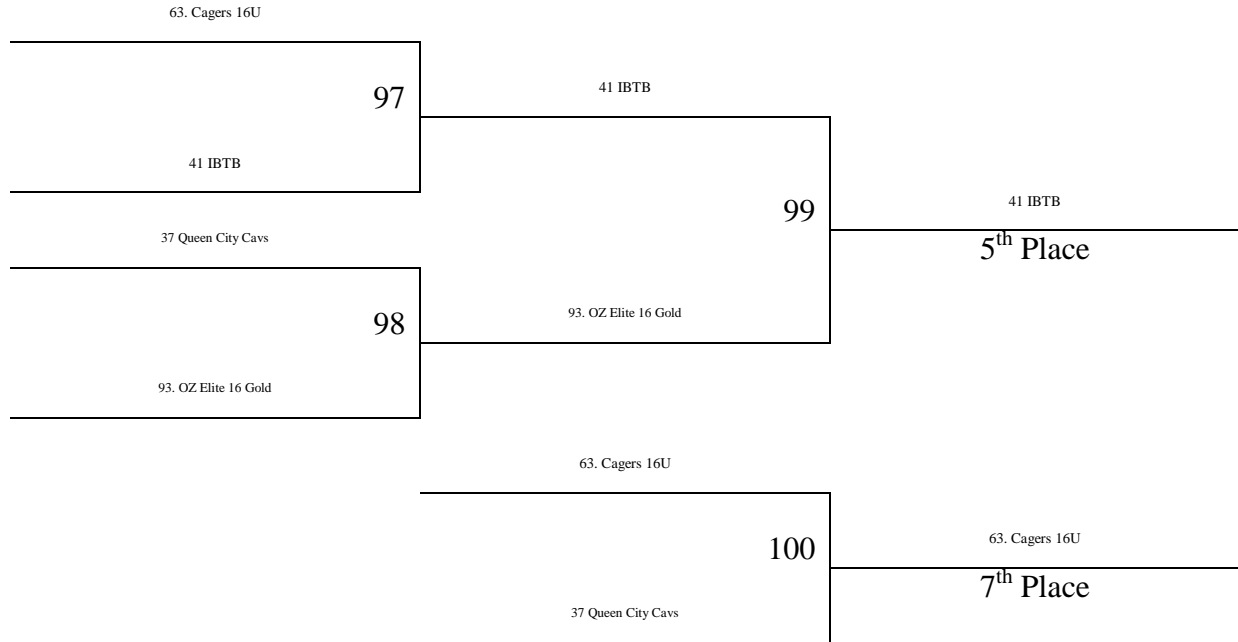 63. Cagers 16U
97
41 IBTB
41 IBTB
37 Queen City Cavs
99
41 IBTB
5th Place
98
93. OZ Elite 16 Gold
93. OZ Elite 16 Gold
63. Cagers 16U
100
63. Cagers 16U
7th Place
37 Queen City Cavs